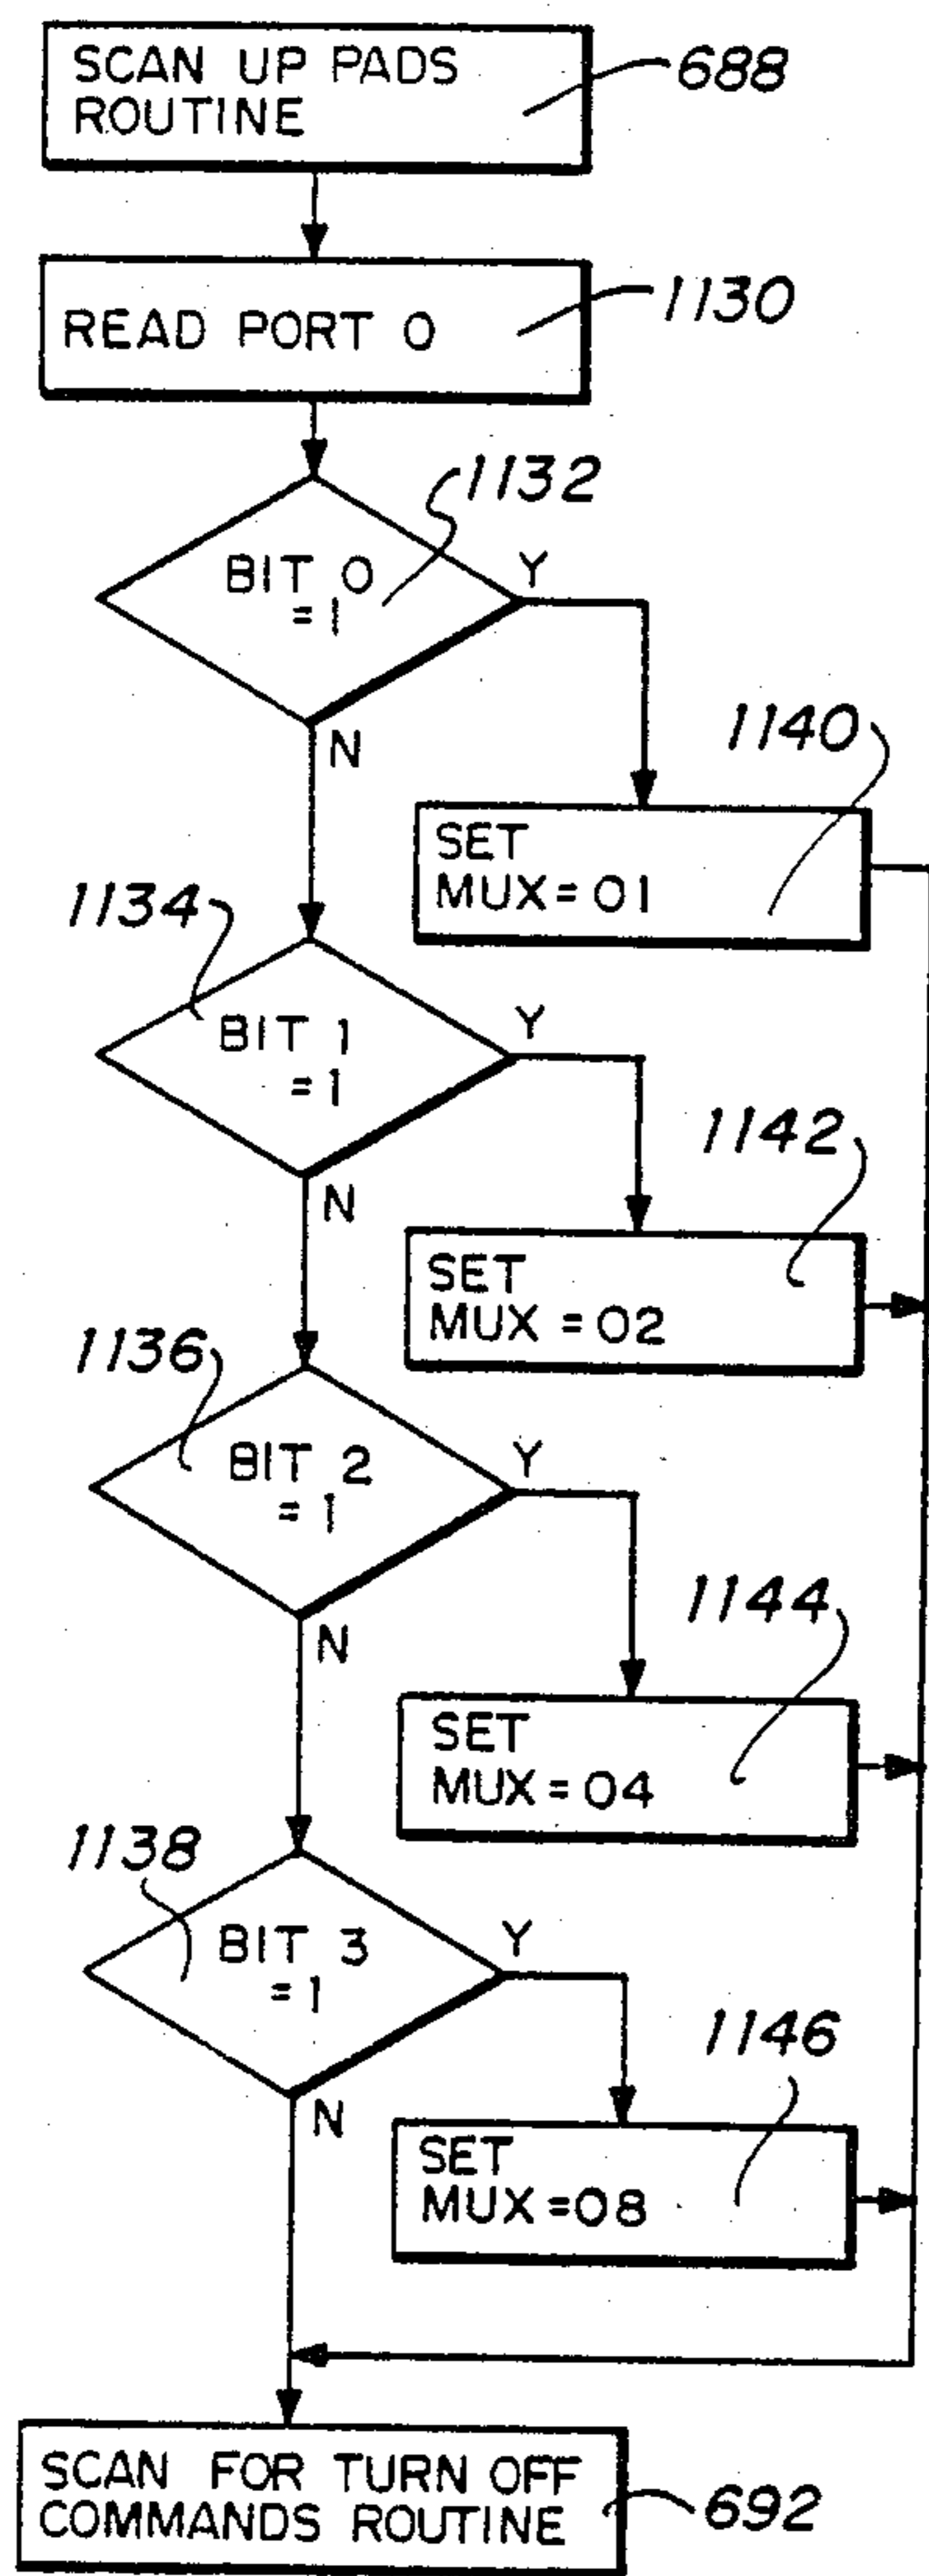 SCAN UP PADS
ROUTINE
688
READ PORT 0
1130
1132
BIT 0
= 1
Y
N
1140
SET
MUX = 01
1134
BIT 1
= 1
Y
N
1142
SET
MUX = 02
1136
BIT 2
= 1
Y
N
1144
SET
MUX = 04
1138
BIT 3
= 1
Y
N
1146
SET
MUX = 08
SCAN FOR TURN OFF
COMMANDS ROUTINE
692